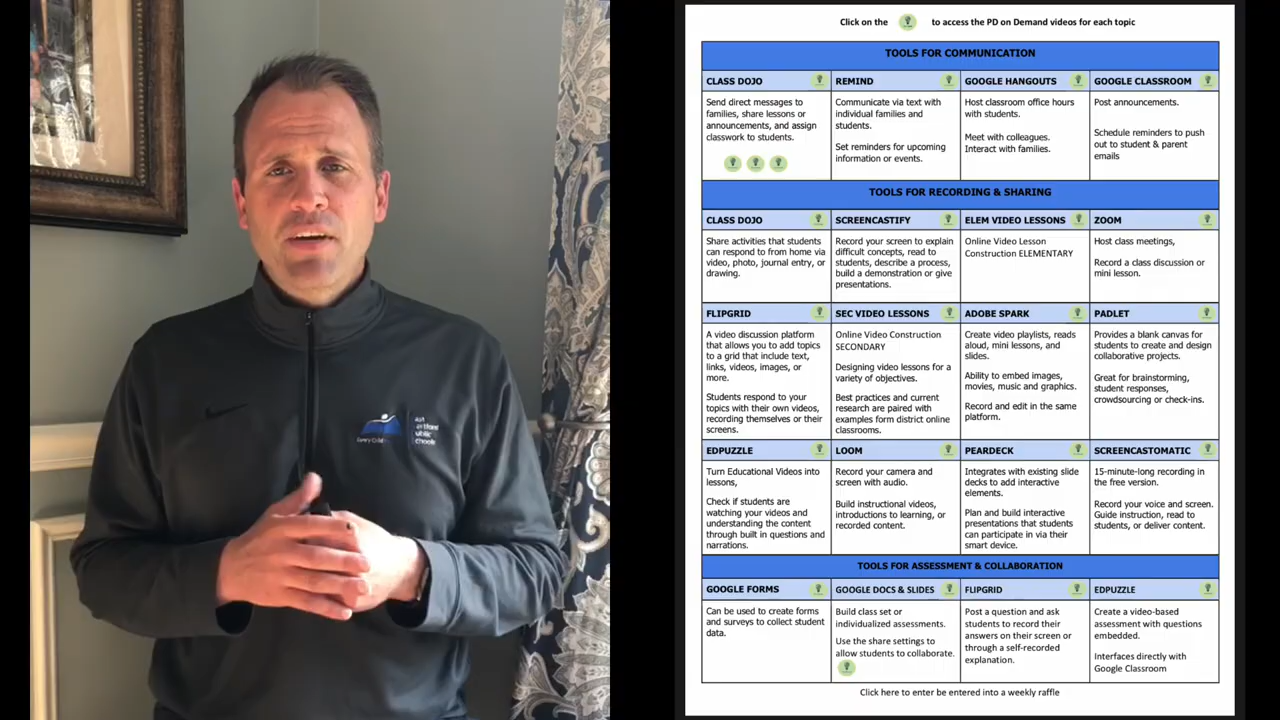 Click on the to access the PD on Demand videos for each topic
TOOLS FOR COMMUNICATION
CLASS DOJO
Send direct messages to
families, share lessons or
announcements, and assign
classwork to students.
REMIND
Communicate via text with
individual families and
students.
Set reminders for upcoming
information or events.
GOOGLE HANGOUTS
Host classroom office hours
with students.
Meet with colleagues.
Interact with families.
GOOGLE CLASSROOM
Post announcements.
Schedule reminders to push
out to student & parent
emails
TOOLS FOR RECORDING & SHARING
CLASS DOJO
Share activities that students
can respond to from home via
video, photo, journal entry, or
drawing.
SCREENCASTIFY
Record your screen to explain
difficult concepts, read to
students, describe a process,
build a demonstration or give
presentations.
ELEM VIDEO LESSONS
Online Video Lesson
Construction ELEMENTARY
ZOOM
Host class meetings,
Record a class discussion or
mini lesson.
FLIPGRID
A video discussion platform
that allows you to add topics
to a grid that include text,
links, videos, images, or
more.
Students respond to your
topics with their own videos,
recording themselves or their
screens.
SEC VIDEO LESSONS
Online Video Construction
SECONDARY
Designing video lessons for a
variety of objectives.
Best practices and current
research are paired with
examples form district online
classrooms.
ADOBE SPARK
Create video playlists, reads
aloud, mini lessons, and
slides.
Ability to embed images,
movies, music and graphics.
Record and edit in the same
platform.
PADLET
Provides a blank canvas for
students to create and design
collaborative projects.
Great for brainstorming,
student responses,
crowdsourcing or check-ins.
EDPUZZLE
Turn Educational Videos into
lessons,
Check if students are
watching your videos and
understanding the content
through built in questions and
narrations.
LOOM
Record your camera and
screen with audio.
Build instructional videos,
introductions to learning, or
recorded content.
PEARDECK
Integrates with existing slide
decks to add interactive
elements.
Plan and build interactive
presentations that students
can participate in via their
smart device.
SCREENCASTOMATIC
15-minute-long recording in
the free version.
Record your voice and screen.
Guide instruction, read to
students, or deliver content.
TOOLS FOR ASSESSMENT & COLLABORATION
GOOGLE FORMS
Can be used to create forms
and surveys to collect student
data.
GOOGLE DOCS & SLIDES
Build class set or
individualized assessments.
Use the share settings to
allow students to collaborate.
FLIPGRID
Post a question and ask
students to record their
answers on their screen or
through a self-recorded
explanation.
EDPUZZLE
Create a video-based
assessment with questions
embedded.
Interfaces directly with
Google Classroom
Click here to enter be entered into a weekly raffle